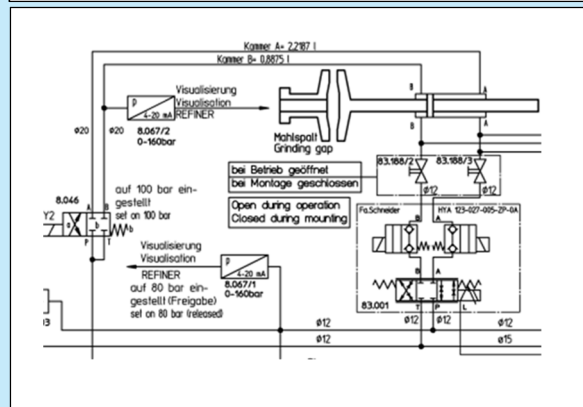 Kammer A= 2,2187 l
Kammer B= 0,8875 l
Visualisierung
Visualisation
REFINER
P
4-20 mA
8.067/2
0-160bar
ø20
ø20
B
A
B
A
Mahlspalt
Grinding gap
83.188/2
83.188/3
bei Betrieb geöffnet
bei Montage geschlossen
ø12
ø12
Open during operation
Closed during mounting
auf 100 bar ein-
gestellt
set on 100 bar
8.046
A
B
Y2
a
b
b
P
T
Fa.Schneider
HYA 123-027-005-ZP-0A
B
A
Visualisierung
Visualisation
REFINER
P
4-20 mA
8.067/1
0-160bar
auf 80 bar ein-
gestellt (Freigabe)
set on 80 bar (released)
B
A
T
P
L
83.001
ø12
ø12
ø12
ø12
ø12
ø15